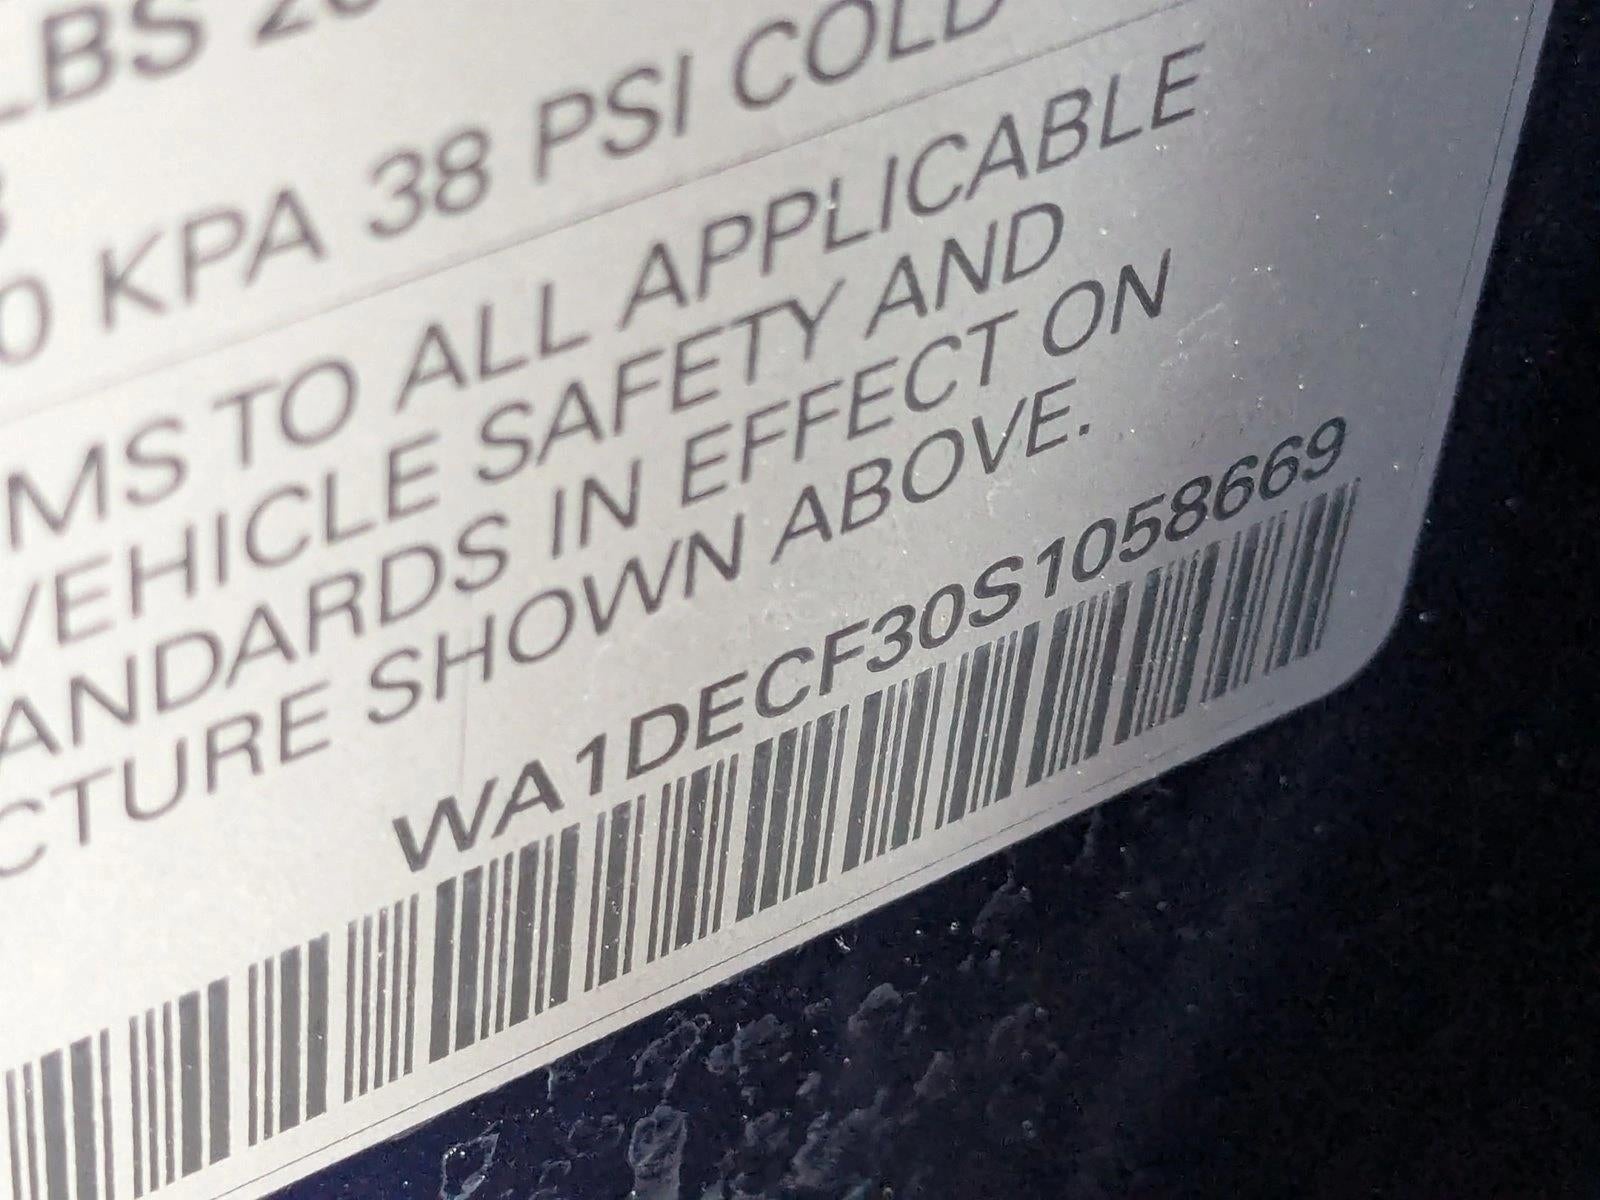 LBS
0 KPA 38 PSI COLD
MS TO ALL APPLICABLE
VEHICLE SAFETY AND
ANDARDS IN EFFECT ON
CTURE SHOWN ABOVE.
WA1DECF30S1058669